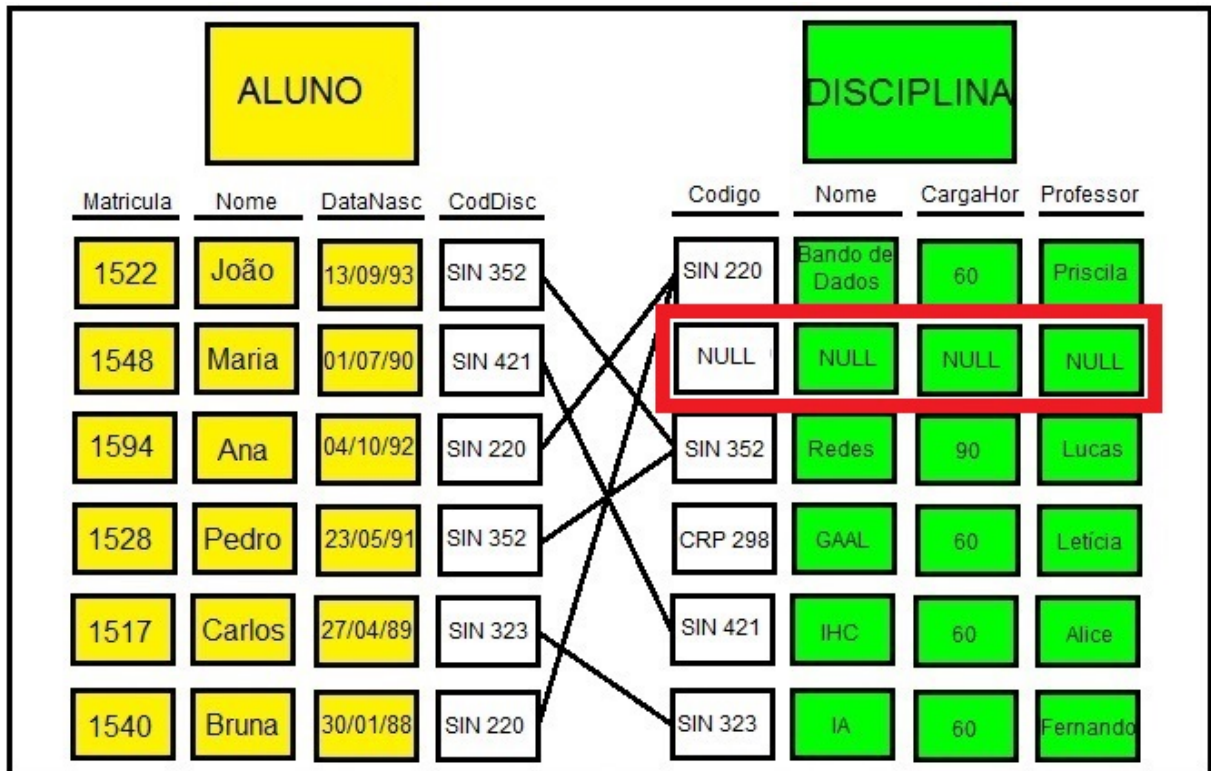 ALUNO DISCIPLINA
Matricula Nome DataNasc CodDisc Codigo Nome CargaHor Professor
1522 João 13/09/93 SIN 352 SIN 220 Bando de Dados 60 Priscila
1548 Maria 01/07/90 SIN 421 NULL NULL NULL NULL
1594 Ana 04/10/92 SIN 220 SIN 352 Redes 90 Lucas
1528 Pedro 23/05/91 SIN 352 CRP 298 GAAL 60 Letícia
1517 Carlos 27/04/89 SIN 323 SIN 421 IHC 60 Alice
1540 Bruna 30/01/88 SIN 220 SIN 323 IA 60 Fernando